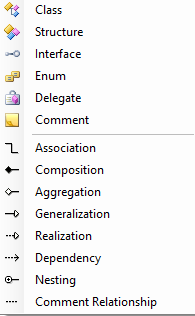 Class
Structure
Interface
Enum
Delegate
Comment
Association
Composition
Aggregation
Generalization
Realization
Dependency
Nesting
Comment Relationship